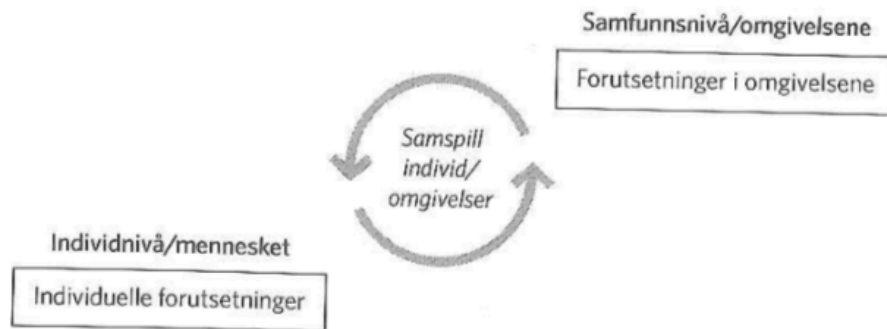 Samfunnsnivå/omgivelsene
Forutsetninger i omgivelsene
Samspill
individ/
omgivelser
Individnivå/mennesket
Individuelle forutsetninger